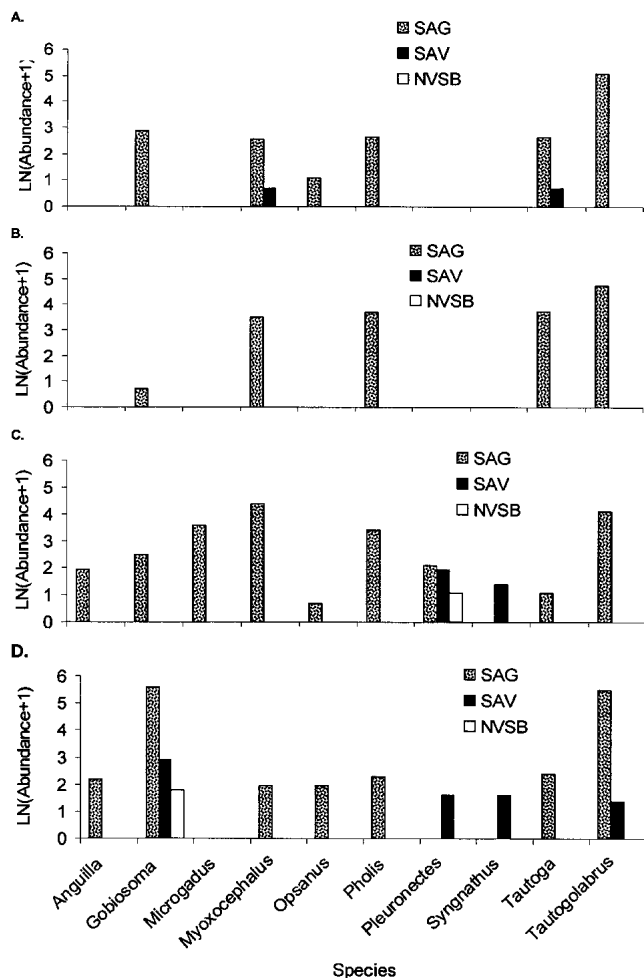 A.
SAG
SAV
NVSB
LN(Abundance+1)
6
5
4
3
2
1
0
B.
SAG
SAV
NVSB
LN(Abundance+1)
6
5
4
3
2
1
0
C.
SAG
SAV
NVSB
LN(Abundance+1)
6
5
4
3
2
1
0
D.
SAG
SAV
NVSB
LN(Abundance+1)
6
5
4
3
2
1
0
Anguilla
Gobiosoma
Microgadus
Myoxocephalus
Opsanus
Pholis
Pleuronectes
Syngnathus
Tautoga
Tautogolabrus
Species